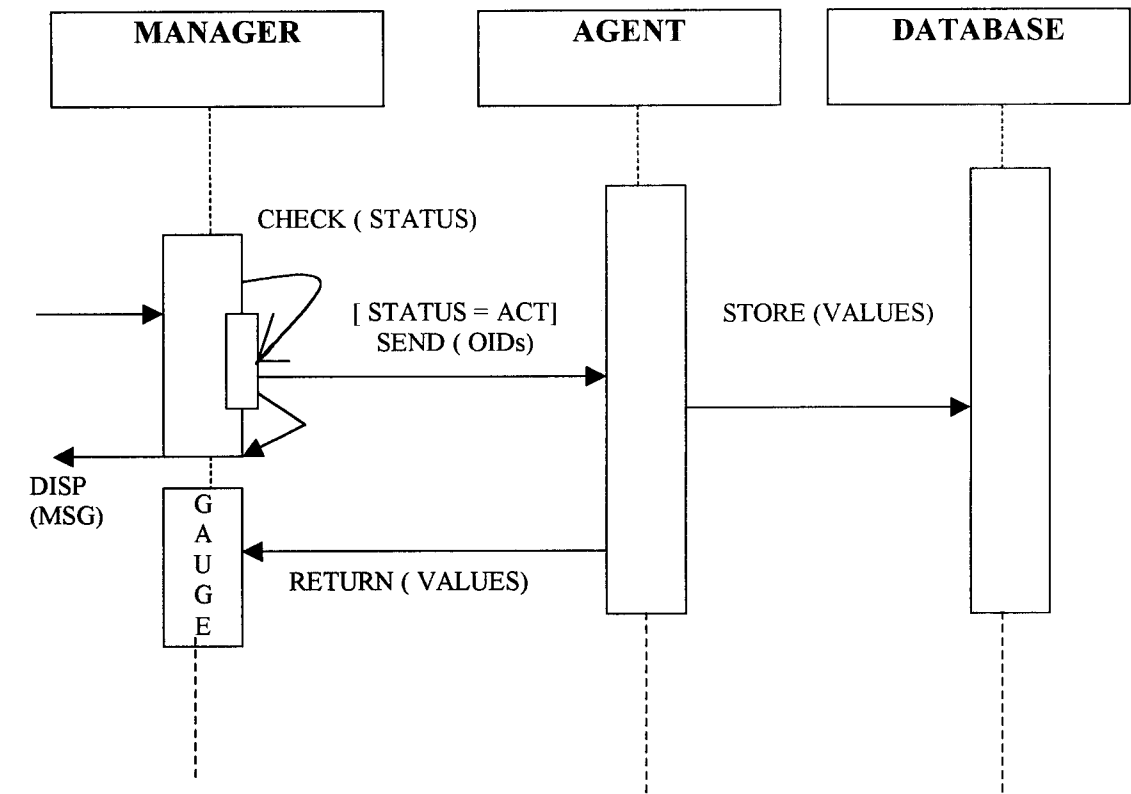 MANAGER
AGENT
DATABASE
CHECK ( STATUS)
[ STATUS = ACT]
SEND ( OIDs)
STORE (VALUES)
DISP
(MSG)
G
A
U
G
E
RETURN ( VALUES)